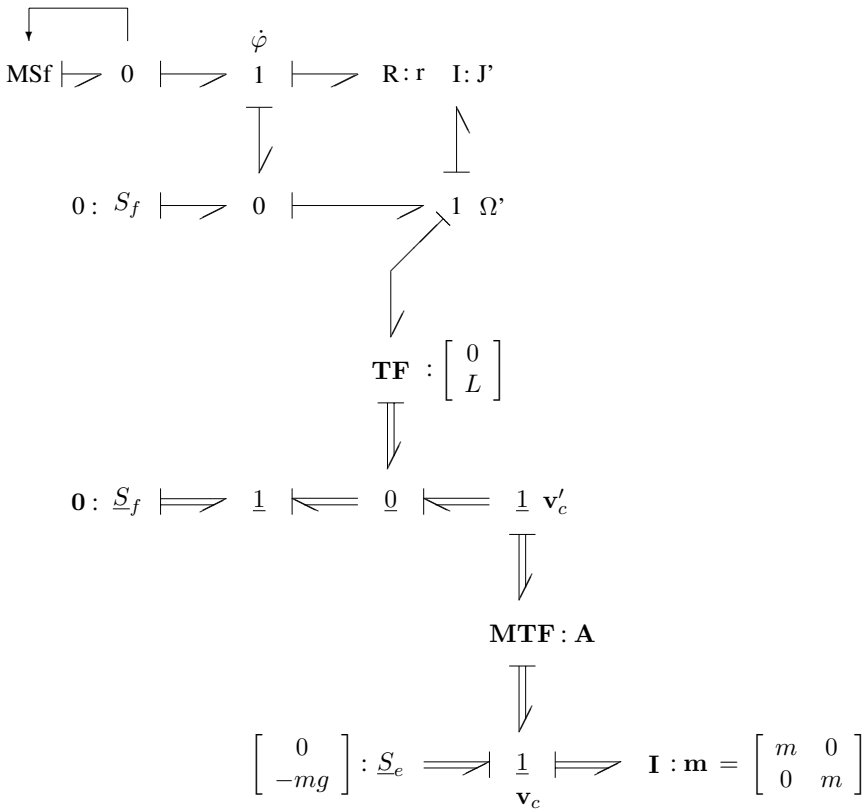 φ̇
MSf 0 1 R : r I : J'
0 : S_f 0 1 Ω'
TF : [ 0 L ]
0 : S_f 1 0 1 v'_c
MTF : A
[ 0 −mg ] : S_e 1 I : m = [ m 0 0 m ]
v_c